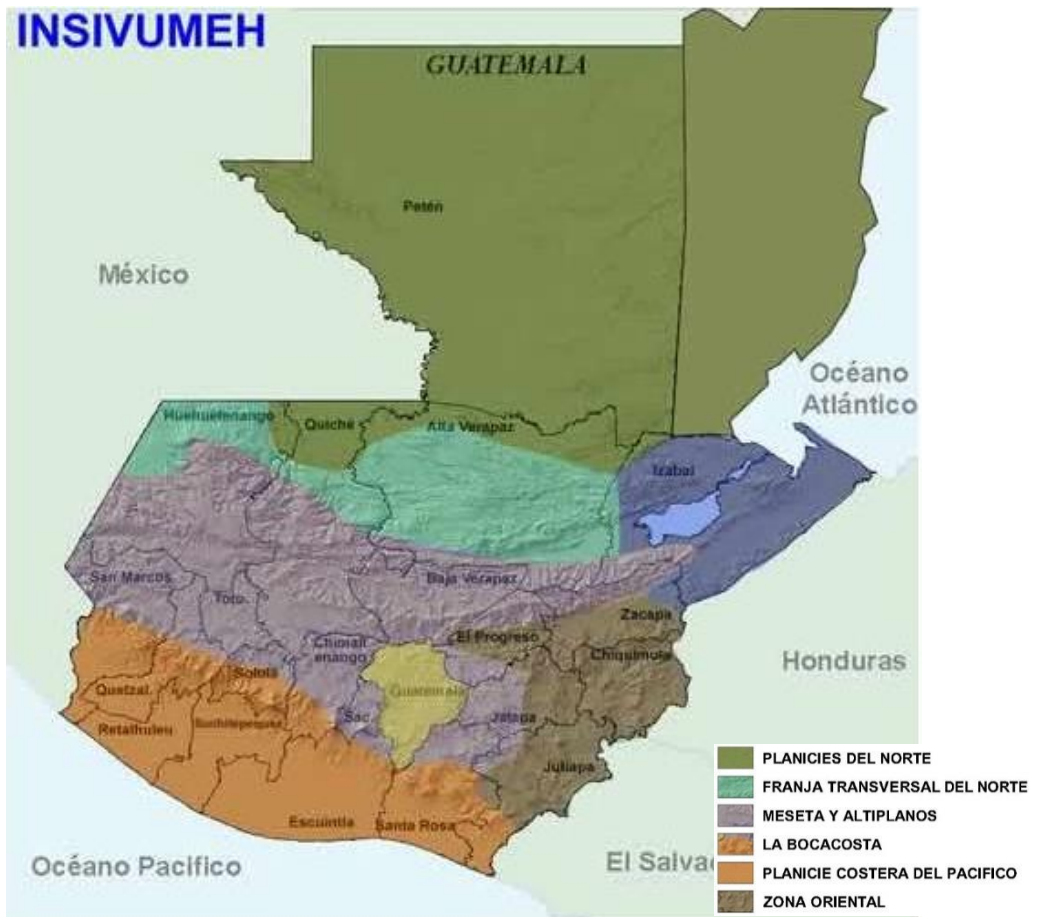 INSIVUMEH
GUATEMALA
Petén
México
Océano
Atlántico
Huehuetenango
Quiché
Alta Verapaz
Izabal
San Marcos
Toto.
Baja Verapaz
Zacapa
El Progreso
Chimalt
enango
Chiquimula
Honduras
Sololá
Guatemala
Quetzal.
Suchitepequez
Sac.
Jalapa
Retalhuleu
Jutiapa
Escuintla
Santa Rosa
Océano Pacifico
El Salva
PLANICIES DEL NORTE
FRANJA TRANSVERSAL DEL NORTE
MESETA Y ALTIPLANOS
LA BOCACOSTA
PLANICIE COSTERA DEL PACIFICO
ZONA ORIENTAL